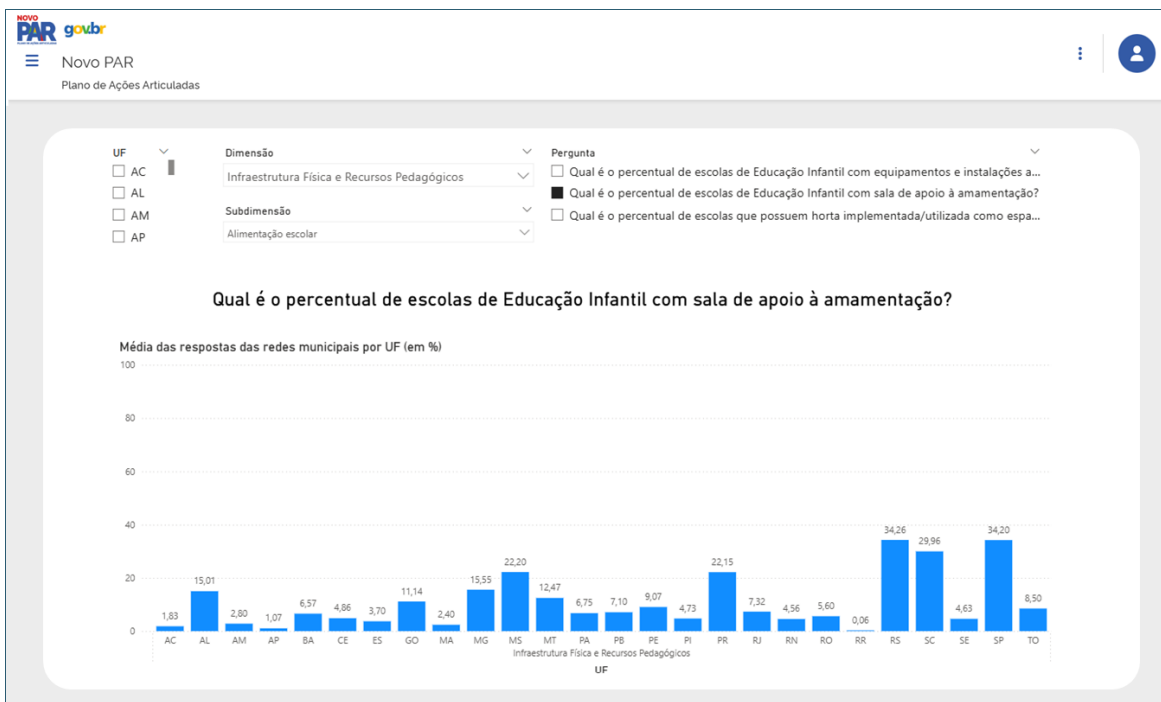 NOVO
PAR
PLANO DE AÇÕES ARTICULADAS
gov.br
Novo PAR
Plano de Ações Articuladas
UF
AC
AL
AM
AP
Dimensão
Infraestrutura Física e Recursos Pedagógicos
Subdimensão
Alimentação escolar
Pergunta
Qual é o percentual de escolas de Educação Infantil com equipamentos e instalações a...
Qual é o percentual de escolas de Educação Infantil com sala de apoio à amamentação?
Qual é o percentual de escolas que possuem horta implementada/utilizada como espa...
Qual é o percentual de escolas de Educação Infantil com sala de apoio à amamentação?
Média das respostas das redes municipais por UF (em %)
100
80
60
40
20
0
1,83 15,01 2,80 1,07 6,57 4,86 3,70 11,14 2,40 15,55 22,20 12,47 6,75 7,10 9,07 4,73 22,15 7,32 4,56 5,60 0,06 34,26 29,96 4,63 34,20 8,50
AC AL AM AP BA CE ES GO MA MG MS MT PA PB PE PI PR RJ RN RO RR RS SC SE SP TO
Infraestrutura Física e Recursos Pedagógicos
UF